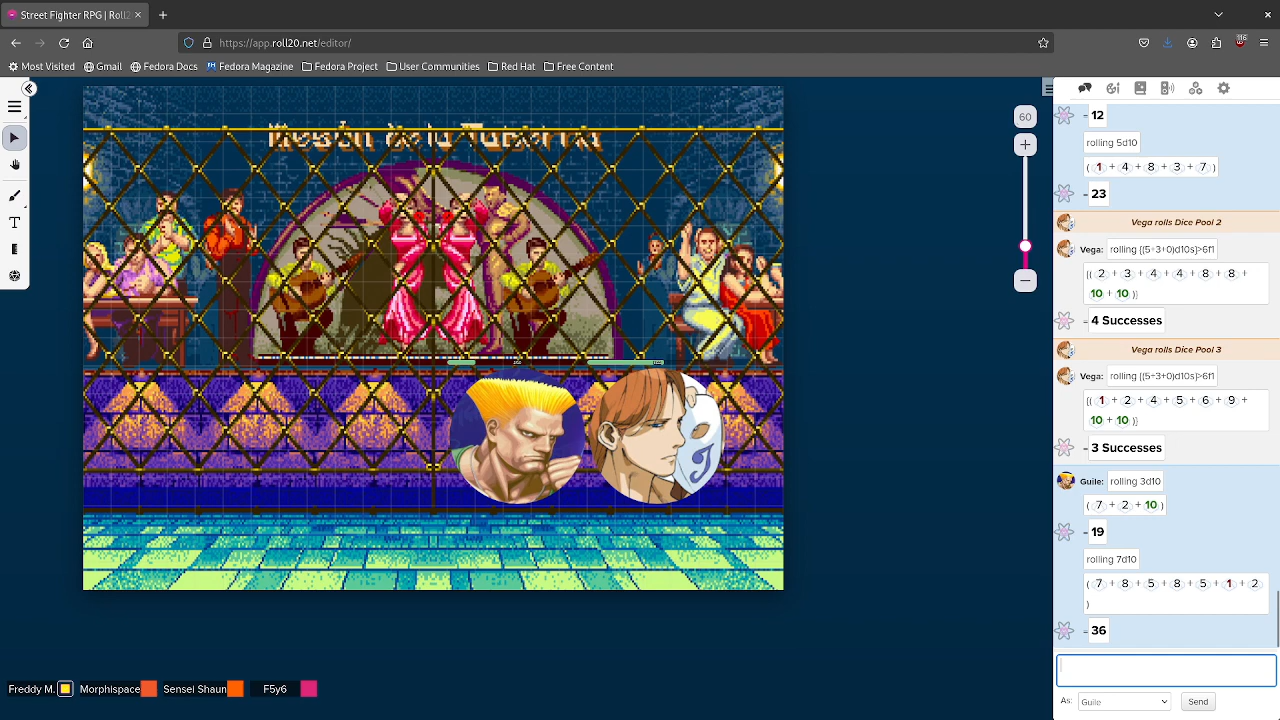 Street Fighter RPG | Roll2
https://app.roll20.net/editor/
Most Visited Gmail Fedora Docs Fedora Magazine Fedora Project User Communities Red Hat Free Content
60
Mesón de la Taberna
= 12
rolling 5d10
( 1 + 4 + 8 + 3 + 7 )
= 23
Vega rolls Dice Pool 2
Vega: rolling {(5+3+0)d10s}>6f1
{( 2 + 3 + 4 + 4 + 8 + 8 +
10 + 10 )}
= 4 Successes
Vega rolls Dice Pool 3
Vega: rolling {(5+3+0)d10s}>6f1
{( 1 + 2 + 4 + 5 + 6 + 9 +
10 + 10 )}
= 3 Successes
Guile: rolling 3d10
( 7 + 2 + 10 )
= 19
rolling 7d10
( 7 + 8 + 5 + 8 + 5 + 1 + 2
)
= 36
As: Guile Send
Freddy M. Morphispace Sensei Shaun F5y6